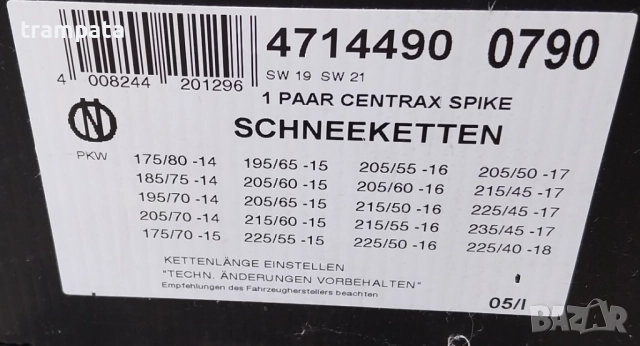 trampata
4714490 0790
4 008244 201296
SW 19 SW 21
1 PAAR CENTRAX SPIKE
N
SCHNEEKETTEN
PKW
175/80 -14 195/65 -15 205/55 -16 205/50 -17
185/75 -14 205/60 -15 205/60 -16 215/45 -17
195/70 -14 205/65 -15 215/50 -16 225/45 -17
205/70 -14 215/60 -15 215/55 -16 235/45 -17
175/70 -15 225/55 -15 225/50 -16 225/40 -18
KETTENLÄNGE EINSTELLEN
"TECHN. ÄNDERUNGEN VORBEHALTEN"
Empfehlungen des Fahrzeugherstellers beachten
05/I
BAZAR